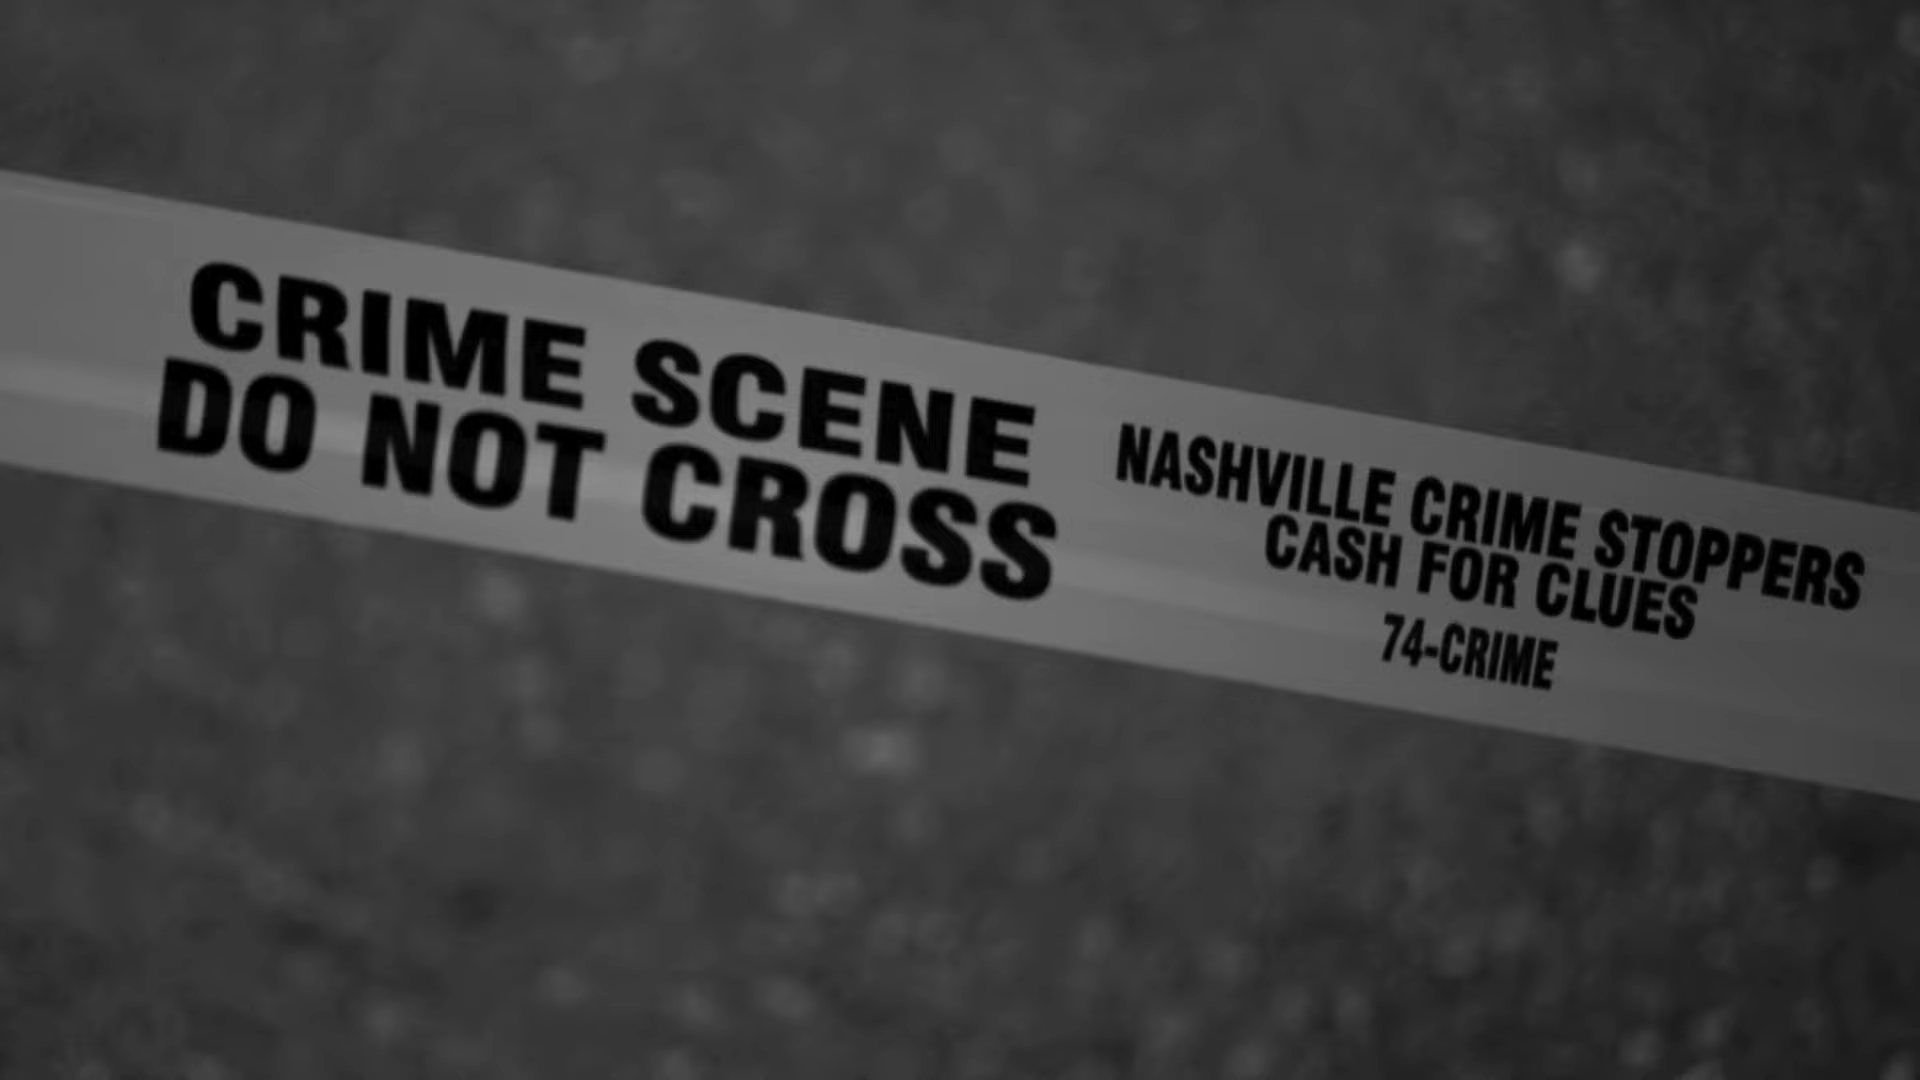 CRIME SCENE
DO NOT CROSS
NASHVILLE CRIME STOPPERS
CASH FOR CLUES
74-CRIME